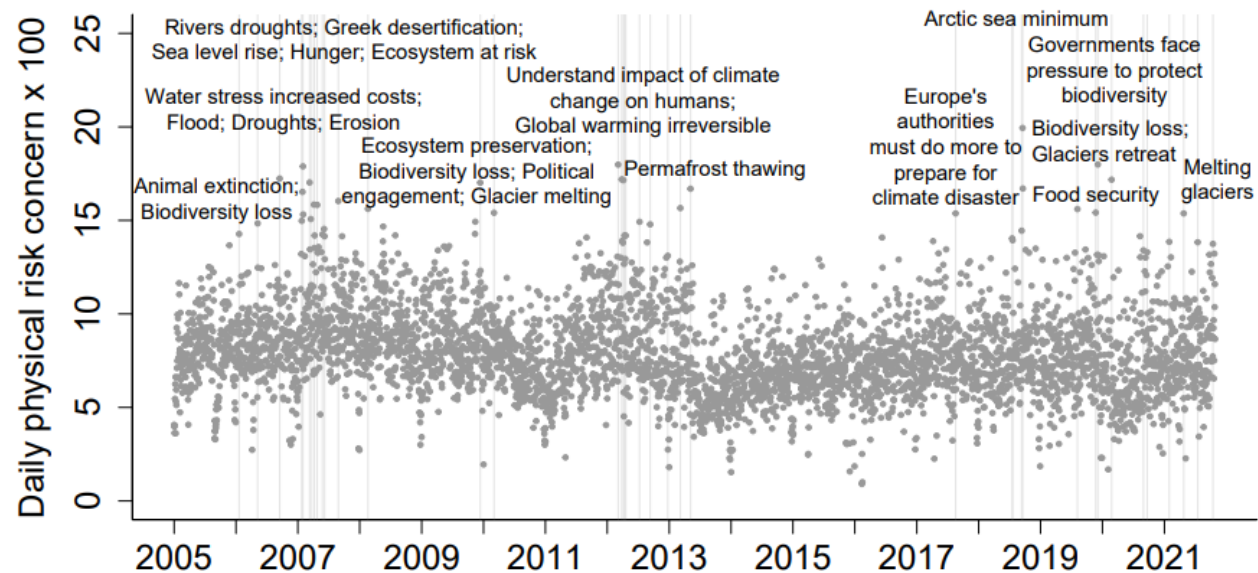 Daily physical risk concern x 100
25
20
15
10
5
0
Rivers droughts; Greek desertification;
Sea level rise; Hunger; Ecosystem at risk
Water stress increased costs;
Flood; Droughts; Erosion
Animal extinction;
Biodiversity loss
Ecosystem preservation;
Biodiversity loss; Political
engagement; Glacier melting
Understand impact of climate
change on humans;
Global warming irreversible
Permafrost thawing
Europe's
authorities
must do more to
prepare for
climate disaster
Arctic sea minimum
Governments face
pressure to protect
biodiversity
Biodiversity loss;
Glaciers retreat
Food security
Melting
glaciers
2005
2007
2009
2011
2013
2015
2017
2019
2021